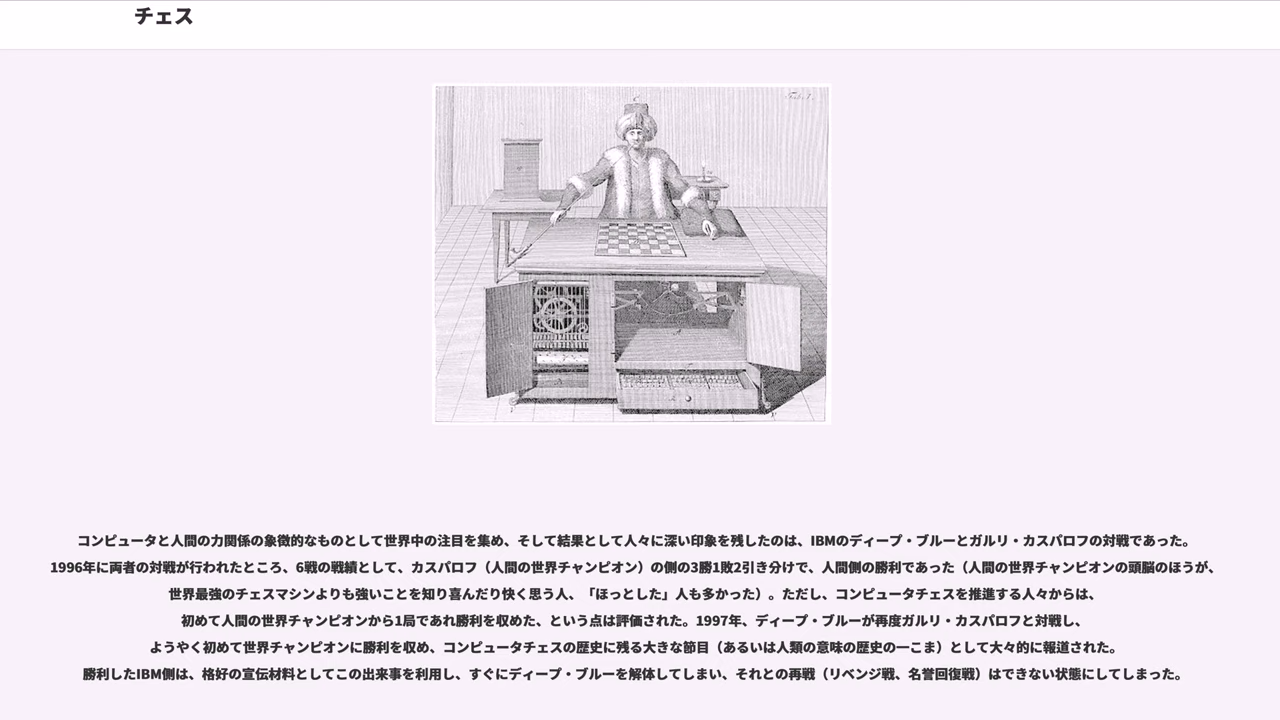 チェス
コンピュータと人間の力関係の象徴的なものとして世界中の注目を集め、そして結果として人々に深い印象を残したのは、IBMのディープ・ブルーとガルリ・カスパロフの対戦であった。
1996年に両者の対戦が行われたところ、6戦の戦績として、カスパロフ（人間の世界チャンピオン）の側の3勝1敗2引き分けで、人間側の勝利であった（人間の世界チャンピオンの頭脳のほうが、
世界最強のチェスマシンよりも強いことを知り喜んだり快く思う人、「ほっとした」人も多かった）。ただし、コンピュータチェスを推進する人々からは、
初めて人間の世界チャンピオンから1局であれ勝利を収めた、という点は評価された。1997年、ディープ・ブルーが再度ガルリ・カスパロフと対戦し、
ようやく初めて世界チャンピオンに勝利を収め、コンピュータチェスの歴史に残る大きな節目（あるいは人類の意味の歴史の一こま）として大々的に報道された。
勝利したIBM側は、格好の宣伝材料としてこの出来事を利用し、すぐにディープ・ブルーを解体してしまい、それとの再戦（リベンジ戦、名誉回復戦）はできない状態にしてしまった。